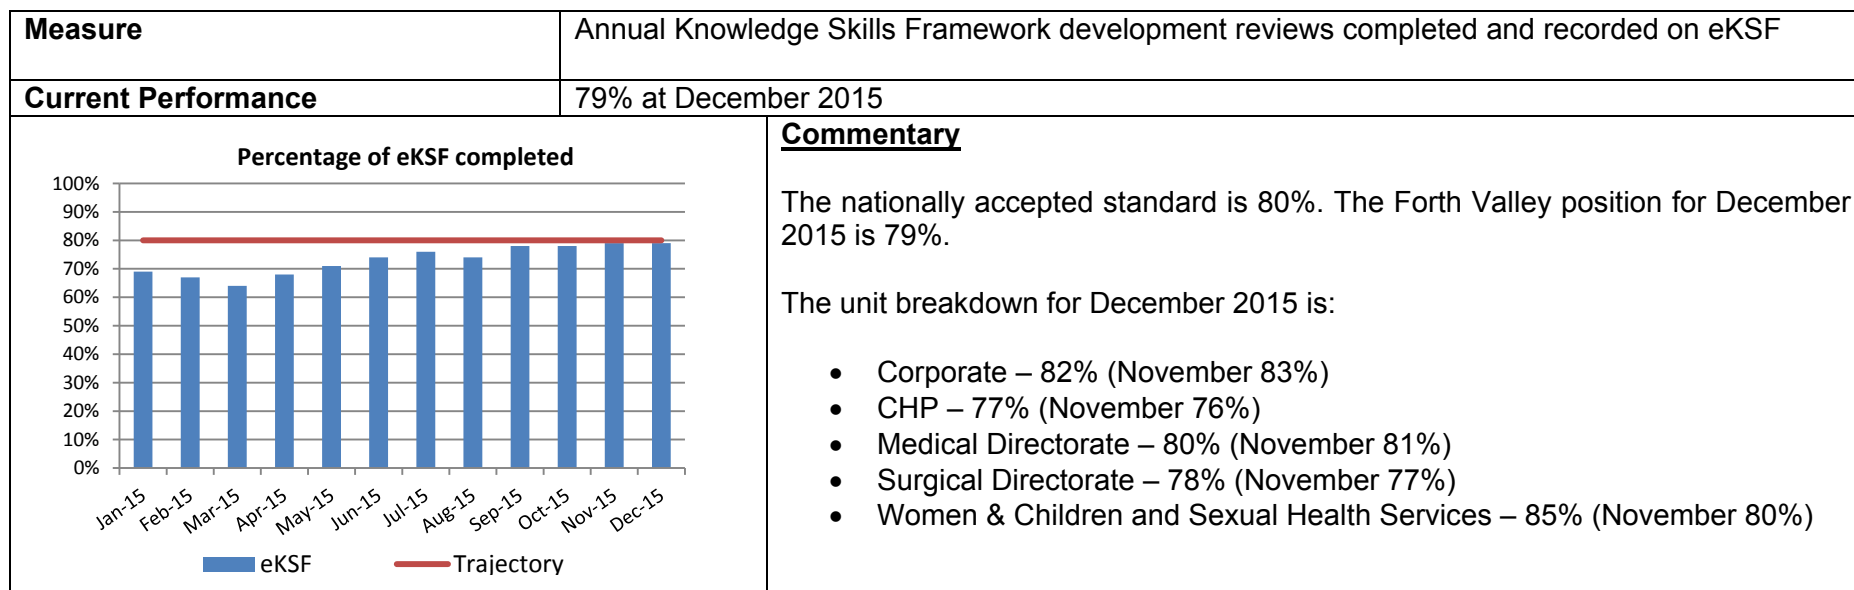 Measure
Annual Knowledge Skills Framework development reviews completed and recorded on eKSF
Current Performance
79% at December 2015
Percentage of eKSF completed
100%
90%
80%
70%
60%
50%
40%
30%
20%
10%
0%
Jan-15
Feb-15
Mar-15
Apr-15
May-15
Jun-15
Jul-15
Aug-15
Sep-15
Oct-15
Nov-15
Dec-15
eKSF
Trajectory
Commentary
The nationally accepted standard is 80%. The Forth Valley position for December
2015 is 79%.
The unit breakdown for December 2015 is:
• Corporate – 82% (November 83%)
• CHP – 77% (November 76%)
• Medical Directorate – 80% (November 81%)
• Surgical Directorate – 78% (November 77%)
• Women & Children and Sexual Health Services – 85% (November 80%)